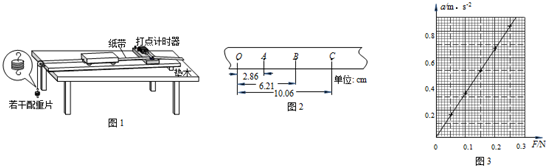 纸带
打点计时器
垫木
若干配重片
图1
O A B C
2.86
6.21
10.06
单位: cm
图2
a/m·s⁻²
0.8
0.6
0.4
0.2
0 0.1 0.2 0.3 F/N
图3